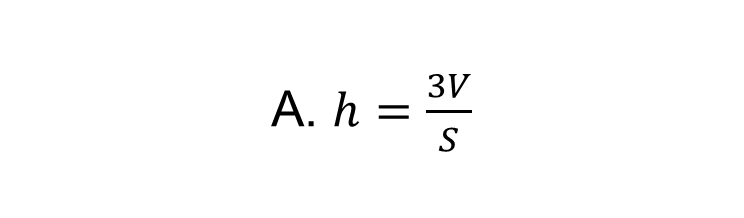 A. h = 3V/S